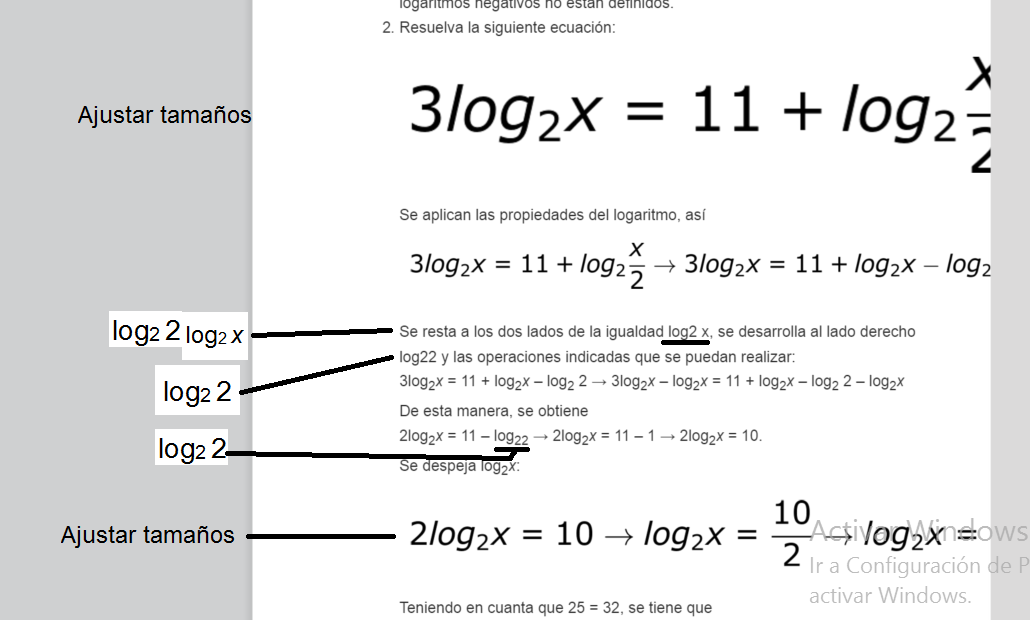 logaritmos negativos no están definidos.
2. Resuelva la siguiente ecuación:
Ajustar tamaños
3log₂x = 11 + log₂ x/2
Se aplican las propiedades del logaritmo, así
3log₂x = 11 + log₂ x/2 → 3log₂x = 11 + log₂x – log₂
log₂ 2 log₂ x
Se resta a los dos lados de la igualdad log2 x, se desarrolla al lado derecho
log22 y las operaciones indicadas que se puedan realizar:
log₂ 2
3log₂x = 11 + log₂x – log₂ 2 → 3log₂x – log₂x = 11 + log₂x – log₂ 2 – log₂x
De esta manera, se obtiene
log₂ 2
2log₂x = 11 – log₂₂ → 2log₂x = 11 – 1 → 2log₂x = 10.
Se despeja log₂x:
Ajustar tamaños
2log₂x = 10 → log₂x = 10/2 → log₂x =
Activar Windows
Ir a Configuración de P
activar Windows.
Teniendo en cuanta que 25 = 32, se tiene que